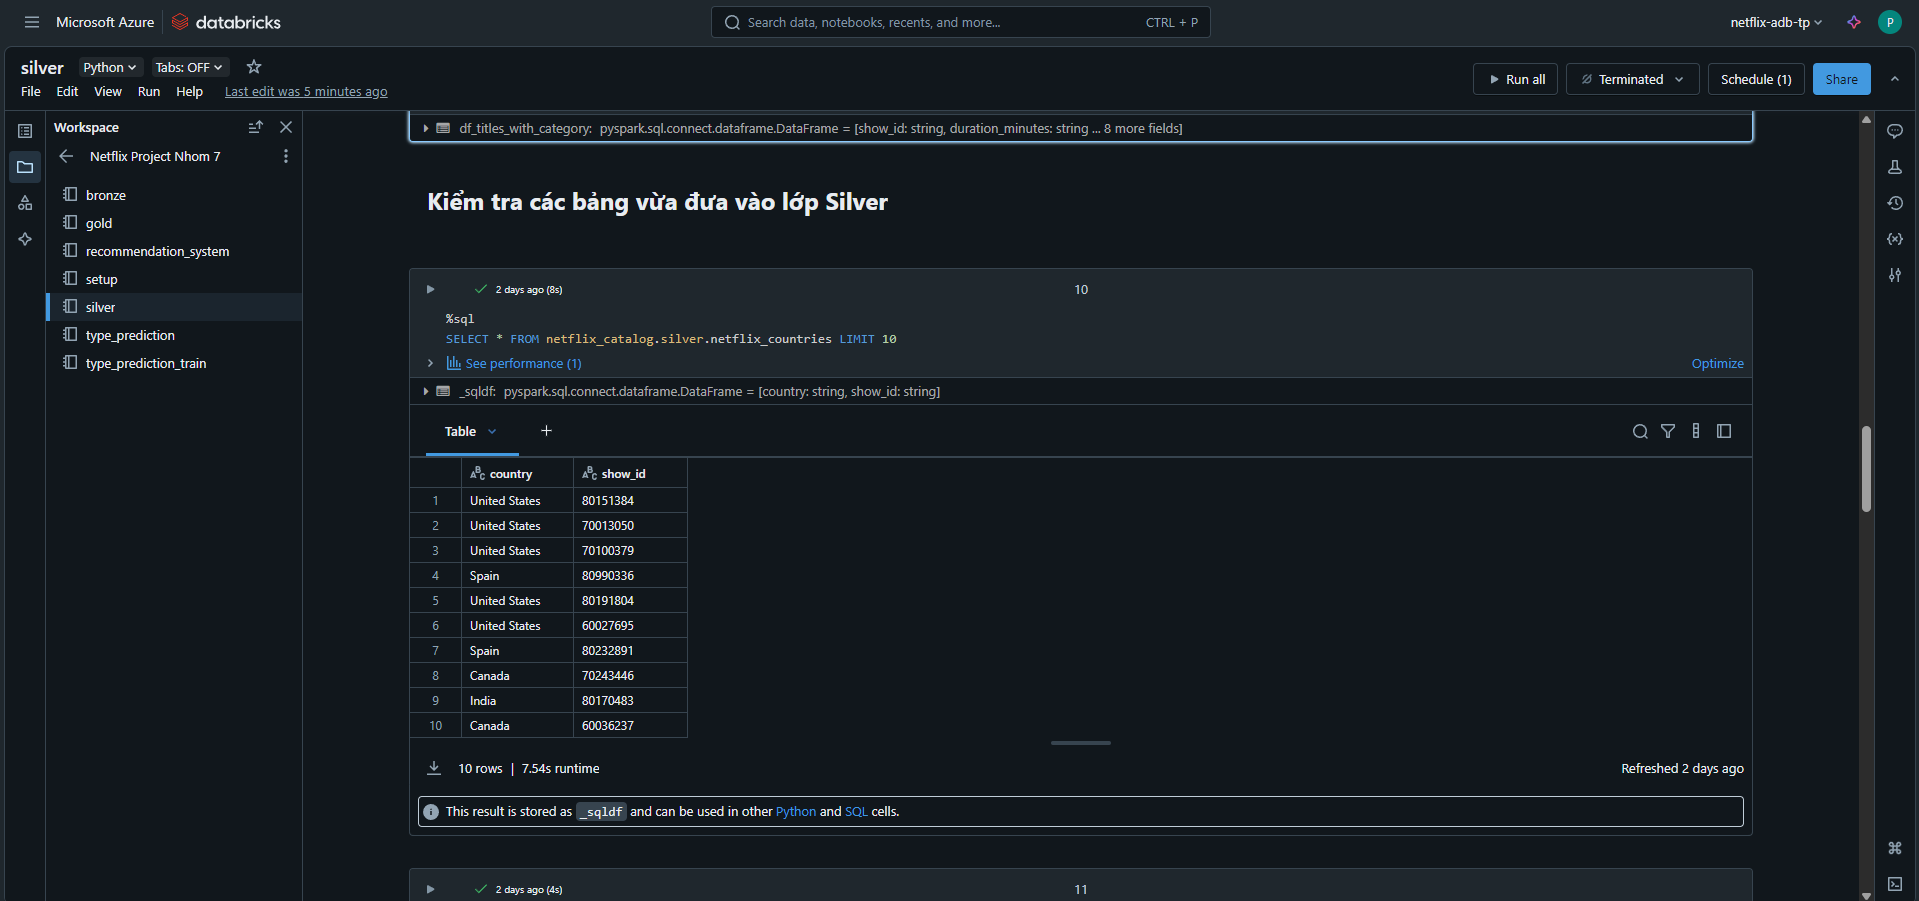 Microsoft Azure databricks Search data, notebooks, recents, and more... CTRL + P netflix-adb-tp P
silver Python Tabs: OFF
File Edit View Run Help Last edit was 5 minutes ago Run all Terminated Schedule (1) Share
Workspace
Netflix Project Nhom 7
bronze
gold
recommendation_system
setup
silver
type_prediction
type_prediction_train
df_titles_with_category: pyspark.sql.connect.dataframe.DataFrame = [show_id: string, duration_minutes: string ... 8 more fields]
Kiểm tra các bảng vừa đưa vào lớp Silver
2 days ago (8s) 10
%sql
SELECT * FROM netflix_catalog.silver.netflix_countries LIMIT 10
See performance (1) Optimize
_sqldf: pyspark.sql.connect.dataframe.DataFrame = [country: string, show_id: string]
Table +
country show_id
1 United States 80151384
2 United States 70013050
3 United States 70100379
4 Spain 80990336
5 United States 80191804
6 United States 60027695
7 Spain 80232891
8 Canada 70243446
9 India 80170483
10 Canada 60036237
10 rows | 7.54s runtime Refreshed 2 days ago
This result is stored as _sqldf and can be used in other Python and SQL cells.
2 days ago (4s) 11